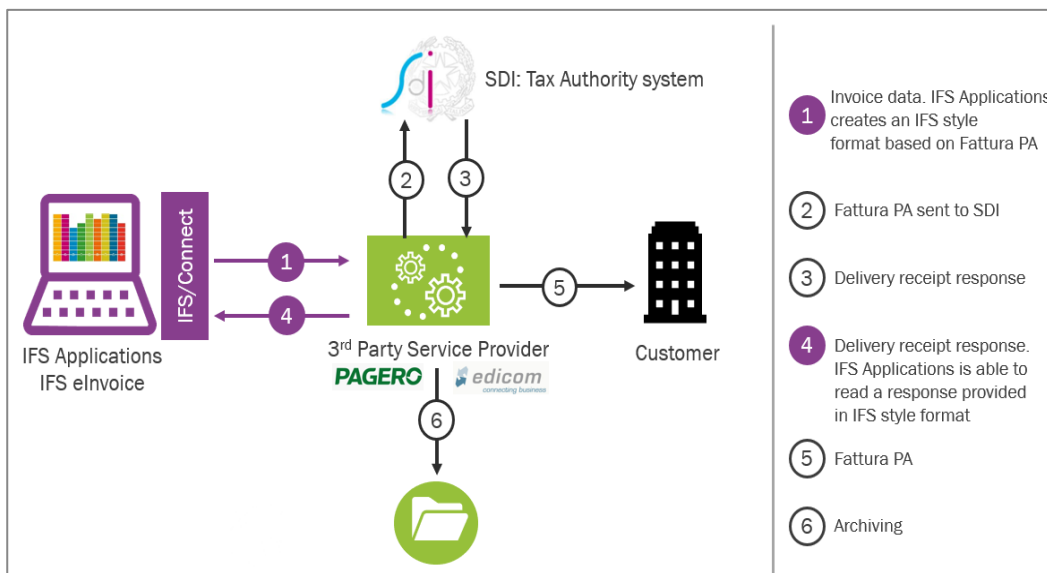 Sdi
SDI: Tax Authority system
2
3
IFS/Connect
1
4
5
IFS Applications
IFS eInvoice
3rd Party Service Provider
PAGERO
edicom
connecting business
Customer
6
1
Invoice data. IFS Applications
creates an IFS style
format based on Fattura PA
2
Fattura PA sent to SDI
3
Delivery receipt response
4
Delivery receipt response.
IFS Applications is able to
read a response provided
in IFS style format
5
Fattura PA
6
Archiving